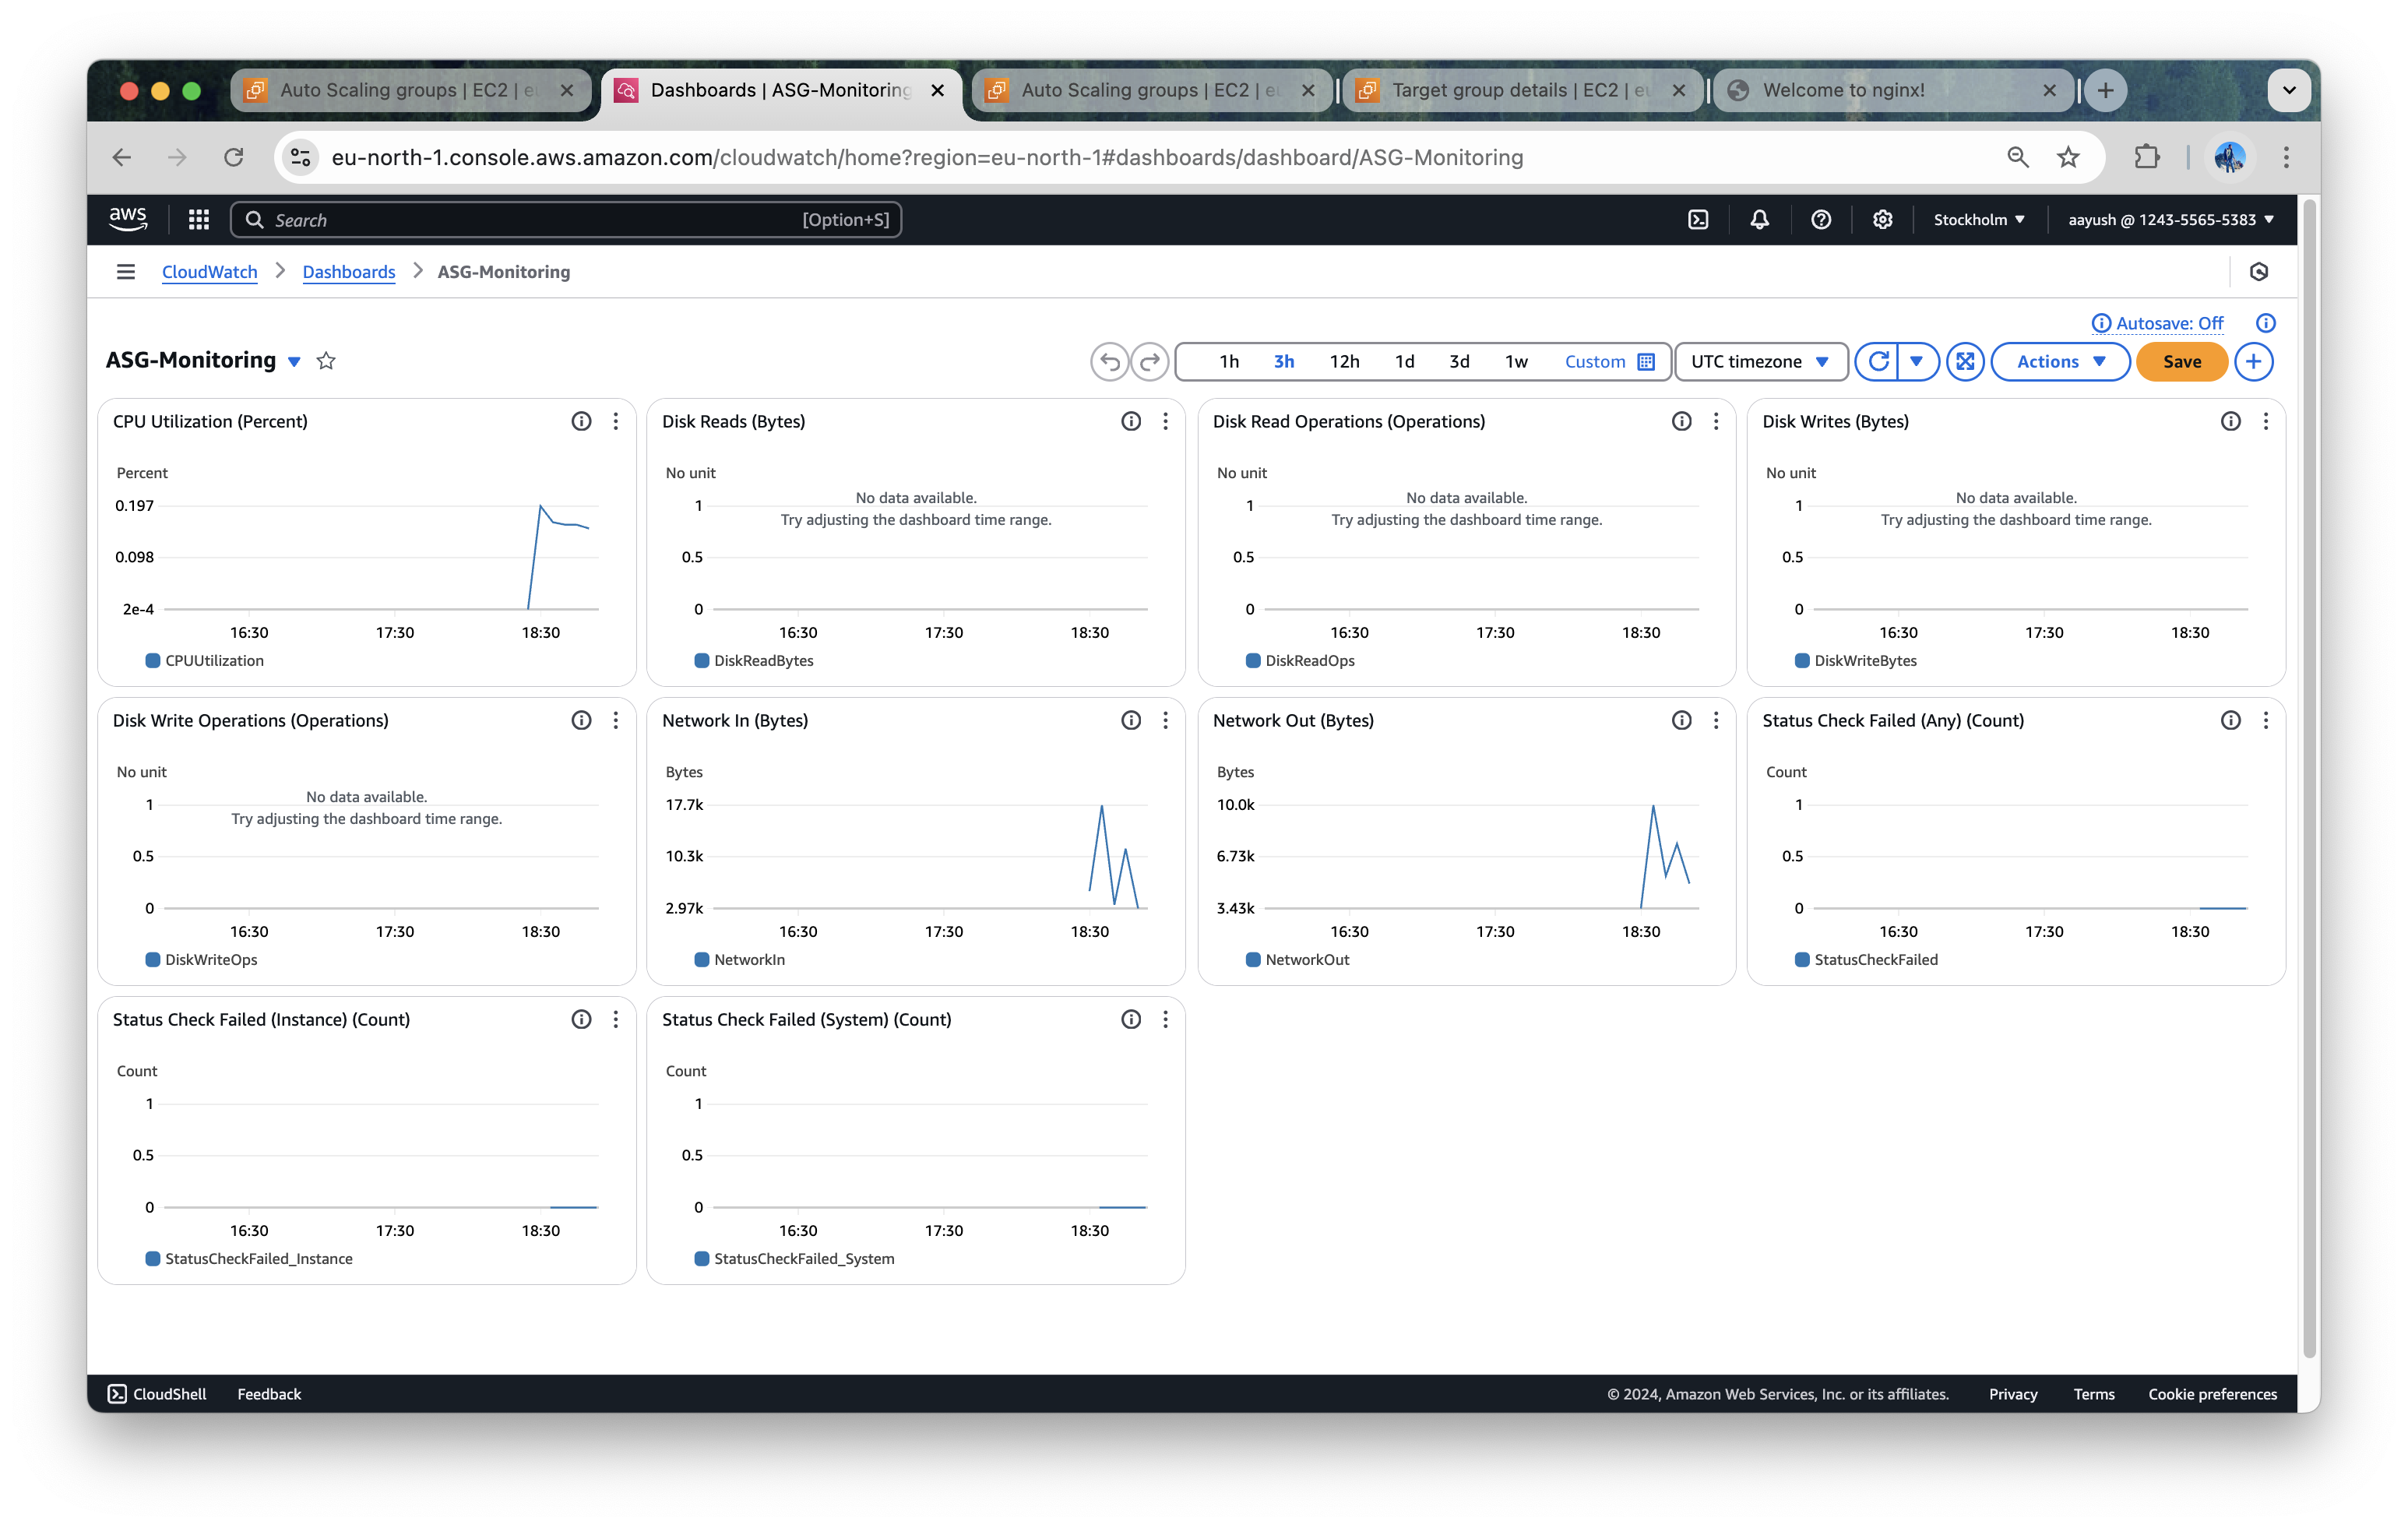 Auto Scaling groups | EC2 | e
Dashboards | ASG-Monitoring
Auto Scaling groups | EC2 | eu
Target group details | EC2 | eu
Welcome to nginx!
eu-north-1.console.aws.amazon.com/cloudwatch/home?region=eu-north-1#dashboards/dashboard/ASG-Monitoring
aws
Search
[Option+S]
Stockholm
aayush @ 1243-5565-5383
CloudWatch
Dashboards
ASG-Monitoring
Autosave: Off
ASG-Monitoring
1h
3h
12h
1d
3d
1w
Custom
UTC timezone
Actions
Save
CPU Utilization (Percent)
Percent
0.197
0.098
2e-4
16:30
17:30
18:30
CPUUtilization
Disk Reads (Bytes)
No unit
No data available.
Try adjusting the dashboard time range.
1
0.5
0
16:30
17:30
18:30
DiskReadBytes
Disk Read Operations (Operations)
No unit
No data available.
Try adjusting the dashboard time range.
1
0.5
0
16:30
17:30
18:30
DiskReadOps
Disk Writes (Bytes)
No unit
No data available.
Try adjusting the dashboard time range.
1
0.5
0
16:30
17:30
18:30
DiskWriteBytes
Disk Write Operations (Operations)
No unit
No data available.
Try adjusting the dashboard time range.
1
0.5
0
16:30
17:30
18:30
DiskWriteOps
Network In (Bytes)
Bytes
17.7k
10.3k
2.97k
16:30
17:30
18:30
NetworkIn
Network Out (Bytes)
Bytes
10.0k
6.73k
3.43k
16:30
17:30
18:30
NetworkOut
Status Check Failed (Any) (Count)
Count
1
0.5
0
16:30
17:30
18:30
StatusCheckFailed
Status Check Failed (Instance) (Count)
Count
1
0.5
0
16:30
17:30
18:30
StatusCheckFailed_Instance
Status Check Failed (System) (Count)
Count
1
0.5
0
16:30
17:30
18:30
StatusCheckFailed_System
CloudShell
Feedback
© 2024, Amazon Web Services, Inc. or its affiliates.
Privacy
Terms
Cookie preferences